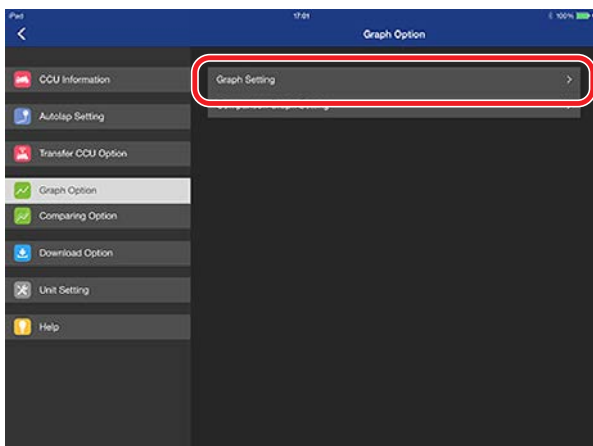 iPad 17:01 100%
Graph Option
CCU Information
Autolap Setting
Transfer CCU Option
Graph Option
Comparing Option
Download Option
Unit Setting
Help
Graph Setting